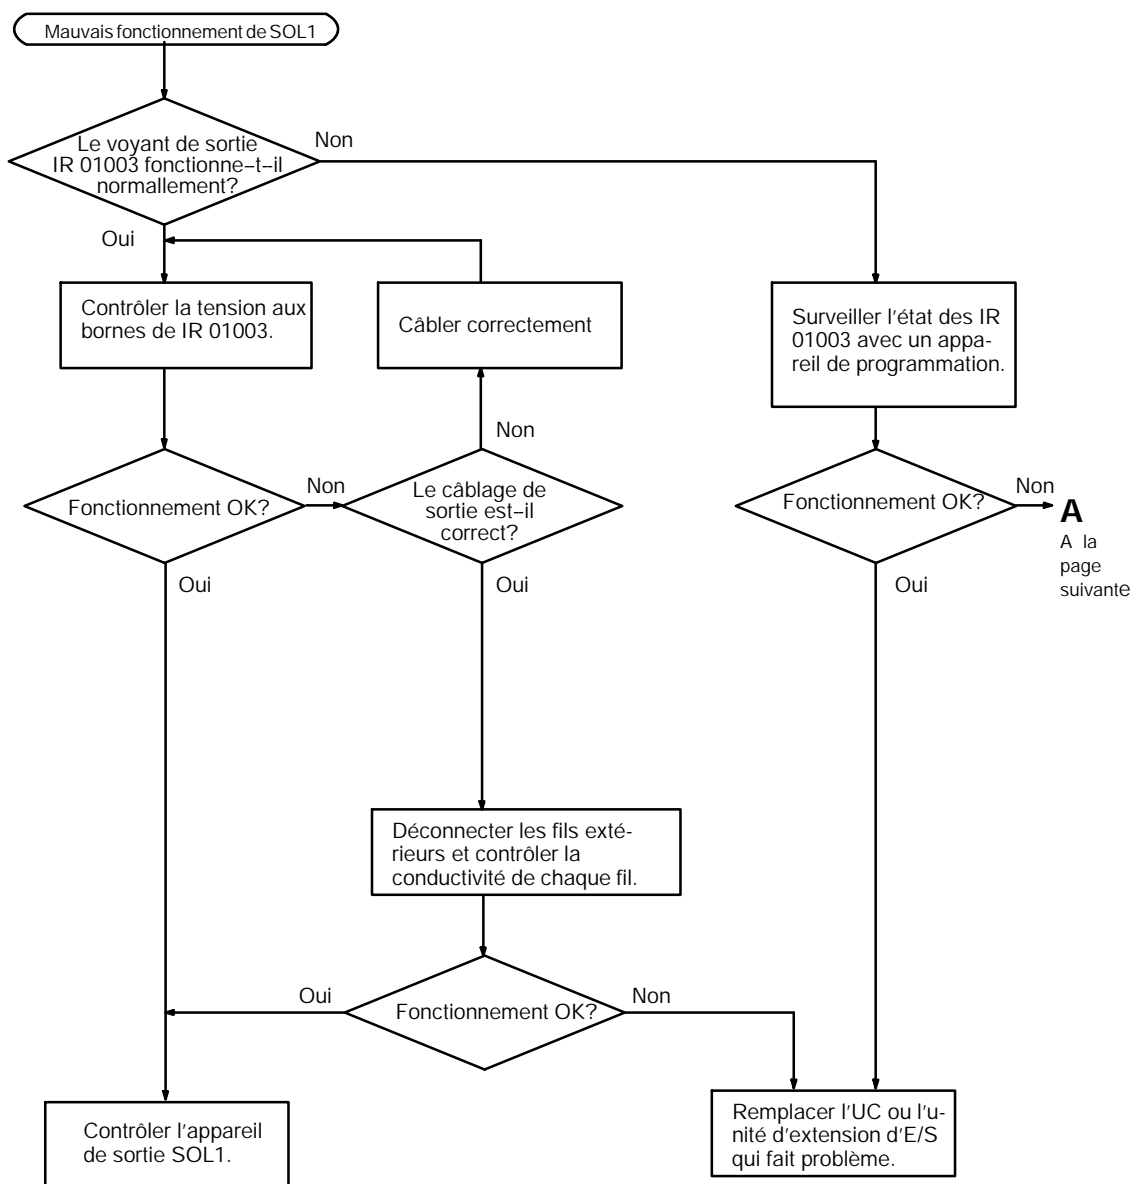 Mauvais fonctionnement de SOL1
Le voyant de sortie
IR 01003 fonctionne–t–il
normallement?
Non
Oui
Contrôler la tension aux
bornes de IR 01003.
Câbler correctement
Surveiller l'état des IR
01003 avec un appa-
reil de programmation.
Non
Fonctionnement OK?
Non
Le câblage de
sortie est–il
correct?
Fonctionnement OK?
Non
A
A la
page
suivante
Oui
Oui
Oui
Déconnecter les fils exté-
rieurs et contrôler la
conductivité de chaque fil.
Oui
Fonctionnement OK?
Non
Contrôler l'appareil
de sortie SOL1.
Remplacer l'UC ou l'u-
nité d'extension d'E/S
qui fait problème.